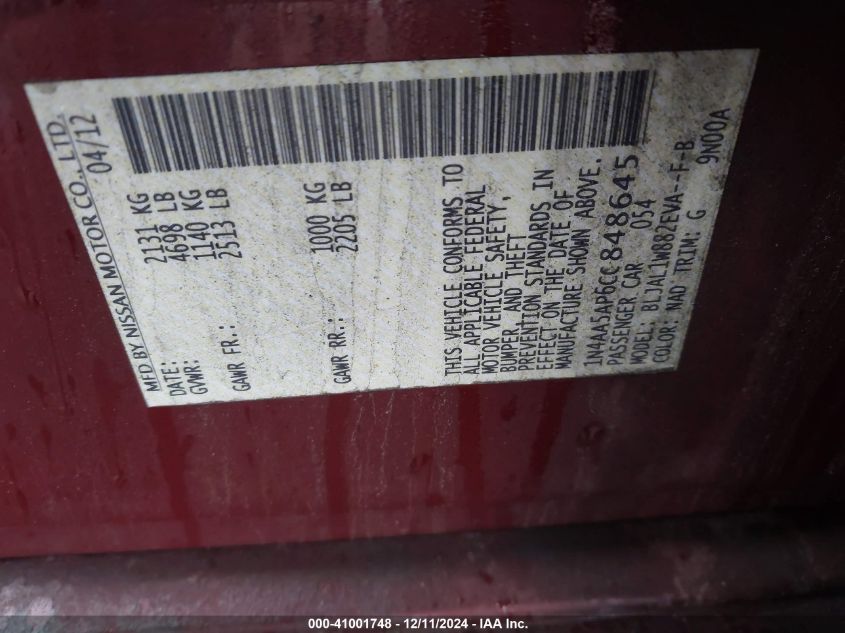 MFD BY NISSAN MOTOR CO., LTD.
DATE: 04/12
GVWR: 2131 KG
4698 LB
GAWR FR.: 1140 KG
2513 LB
GAWR RR.: 1000 KG
2205 LB
THIS VEHICLE CONFORMS TO
ALL APPLICABLE FEDERAL
MOTOR VEHICLE SAFETY,
BUMPER, AND THEFT
PREVENTION STANDARDS IN
EFFECT ON THE DATE OF
MANUFACTURE SHOWN ABOVE.
1N4AA5AP6CC848645
PASSENGER CAR 054
MODEL: BLJAL1W882EVA--F-B
COLOR: NAD TRIM: G 9N00A
000-41001748 - 12/11/2024 - IAA Inc.